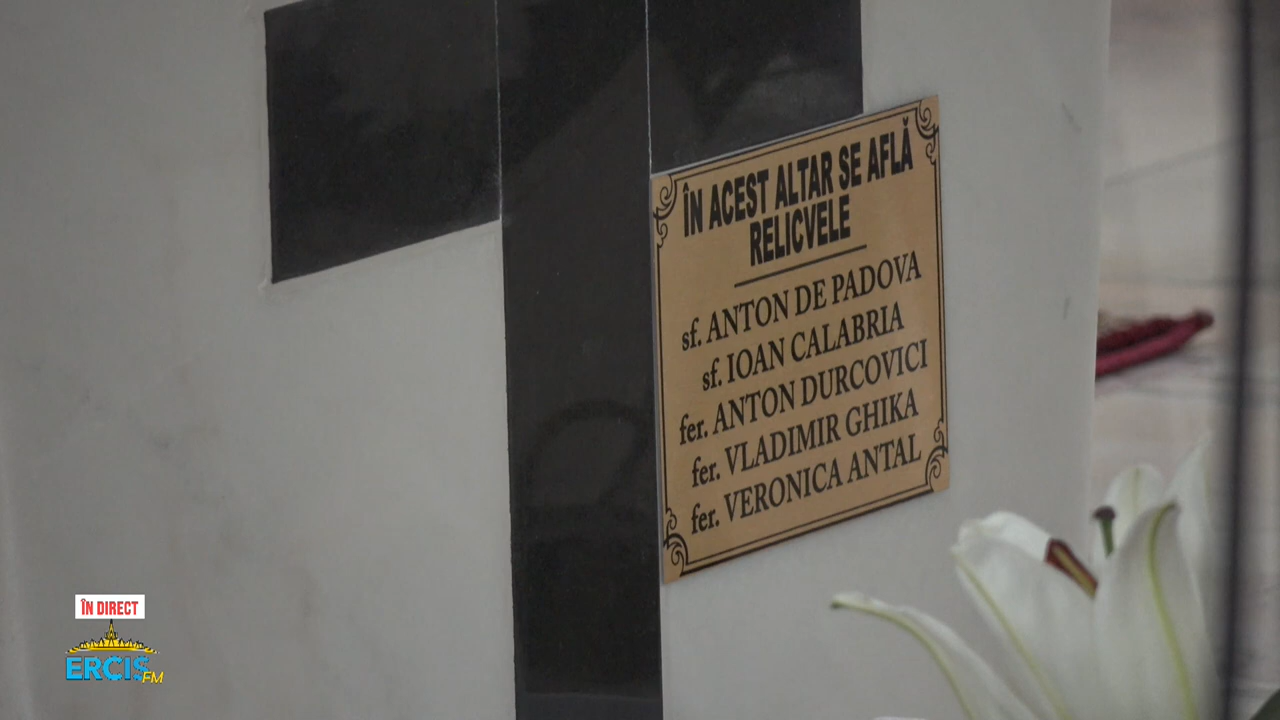 ÎN ACEST ALTAR SE AFLĂ
RELICVELE
sf. ANTON DE PADOVA
sf. IOAN CALABRIA
fer. ANTON DURCOVICI
fer. VLADIMIR GHIKA
fer. VERONICA ANTAL
ÎN DIRECT
ERCIS FM